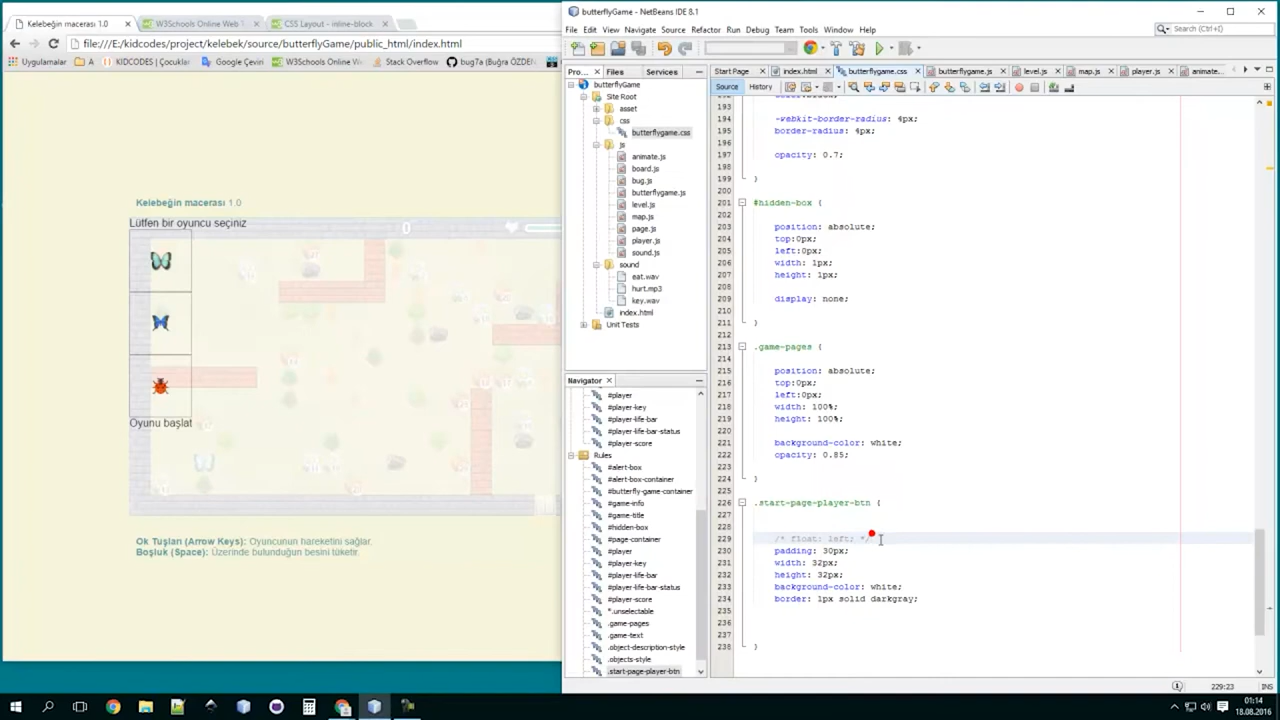 Kelebeğin macerası 1.0
W3Schools Online Web T
CSS Layout - inline-block
file:///E:/kidcodes/project/kelebek/source/butterflyGame/public_html/index.html
Uygulamalar
A
KIDCODES | Çocuklar
Google Çeviri
W3Schools Online We
Stack Overflow
bug7a (Buğra ÖZDEN
Kelebeğin macerası 1.0
Lütfen bir oyuncu seçiniz
0
Oyunu başlat
Ok Tuşları (Arrow Keys): Oyuncunun hareketini sağlar.
Boşluk (Space): Üzerinde bulunduğun besini tüketir.
butterflyGame - NetBeans IDE 8.1
File Edit View Navigate Source Refactor Run Debug Team Tools Window Help
Search (Ctrl+I)
Pro... Files Services
butterflyGame
Site Root
asset
css
butterflygame.css
js
animate.js
board.js
bug.js
butterflygame.js
level.js
map.js
page.js
player.js
sound.js
sound
eat.wav
hurt.mp3
key.wav
index.html
Unit Tests
Navigator
#player
#player-key
#player-life-bar
#player-life-bar-status
#player-score
Rules
#alert-box
#alert-box-container
#butterfly-game-container
#game-info
#game-title
#hidden-box
#page-container
#player
#player-key
#player-life-bar
#player-life-bar-status
#player-score
*.unselectable
.game-pages
.game-text
.object-description-style
.objects-style
.start-page-player-btn
Start Page index.html butterflygame.css butterflygame.js level.js map.js player.js animate...
Source History
193
194 -webkit-border-radius: 4px;
195 border-radius: 4px;
196
197 opacity: 0.7;
198
199 }
200
201 #hidden-box {
202
203 position: absolute;
204 top:0px;
205 left:0px;
206 width: 1px;
207 height: 1px;
208
209 display: none;
210
211 }
212
213 .game-pages {
214
215 position: absolute;
216 top:0px;
217 left:0px;
218 width: 100%;
219 height: 100%;
220
221 background-color: white;
222 opacity: 0.85;
223
224 }
225
226 .start-page-player-btn {
227
228
229 /* float: left; */
230 padding: 30px;
231 width: 32px;
232 height: 32px;
233 background-color: white;
234 border: 1px solid darkgray;
235
236
237
238 }
229:23 INS
01:14
18.08.2016